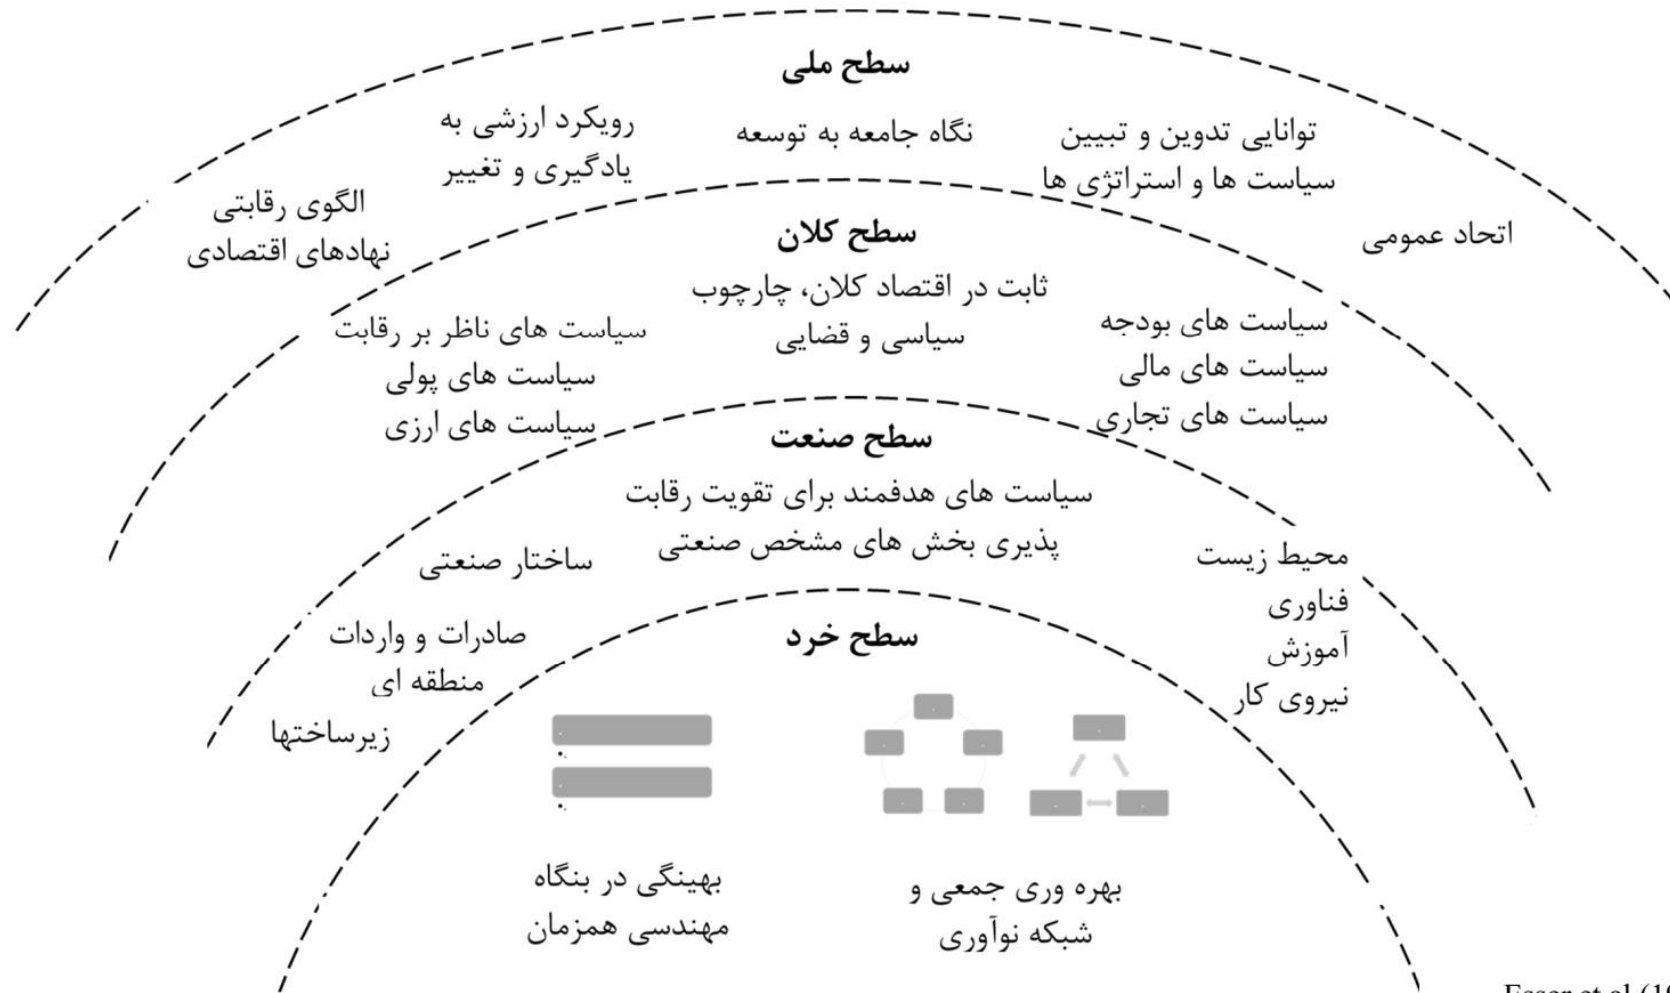 سطح ملی
توانایی تدوین و تبیین
سیاست ها و استراتژی ها
نگاه جامعه به توسعه
رویکرد ارزشی به
یادگیری و تغییر
اتحاد عمومی
الگوی رقابتی
نهادهای اقتصادی
سطح کلان
ثابت در اقتصاد کلان، چارچوب
سیاسی و قضایی
سیاست های بودجه
سیاست های مالی
سیاست های تجاری
سیاست های ناظر بر رقابت
سیاست های پولی
سیاست های ارزی
سطح صنعت
سیاست های هدفمند برای تقویت رقابت
پذیری بخش های مشخص صنعتی
محیط زیست
فناوری
آموزش
نیروی کار
ساختار صنعتی
صادرات و واردات
منطقه ای
زیرساختها
سطح خرد
بهره وری جمعی و
شبکه نوآوری
بهینگی در بنگاه
مهندسی همزمان
Esser et al